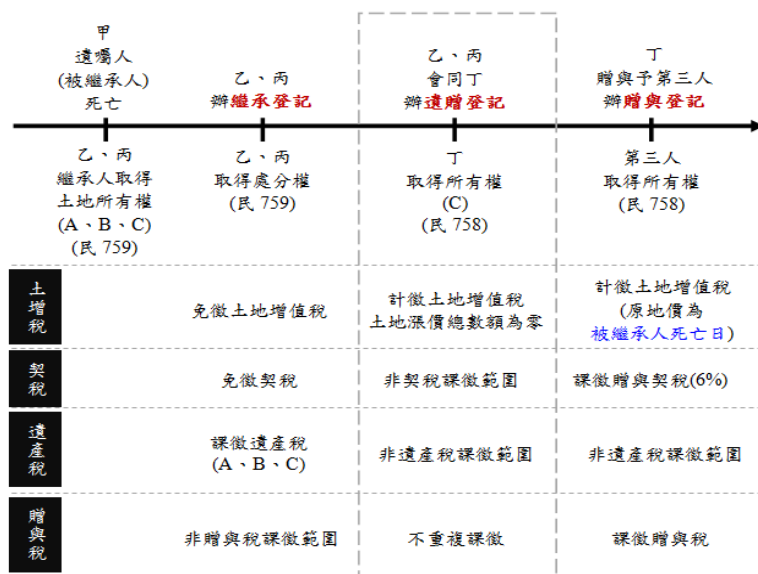 甲
遺囑人
(被繼承人)
死亡
乙、丙
辦繼承登記
乙、丙
會同丁
辦遺贈登記
丁
贈與予第三人
辦贈與登記
乙、丙
繼承人取得
土地所有權
(A、B、C)
(民 759)
乙、丙
取得處分權
(民 759)
丁
取得所有權
(C)
(民 758)
第三人
取得所有權
(民 758)
土增稅
免徵土地增值稅
計徵土地增值稅
土地漲價總數額為零
計徵土地增值稅
(原地價為
被繼承人死亡日)
契稅
免徵契稅
非契稅課徵範圍
課徵贈與契稅(6%)
遺產稅
課徵遺產稅
(A、B、C)
非遺產稅課徵範圍
非遺產稅課徵範圍
贈與稅
非贈與稅課徵範圍
不重複課徵
課徵贈與稅